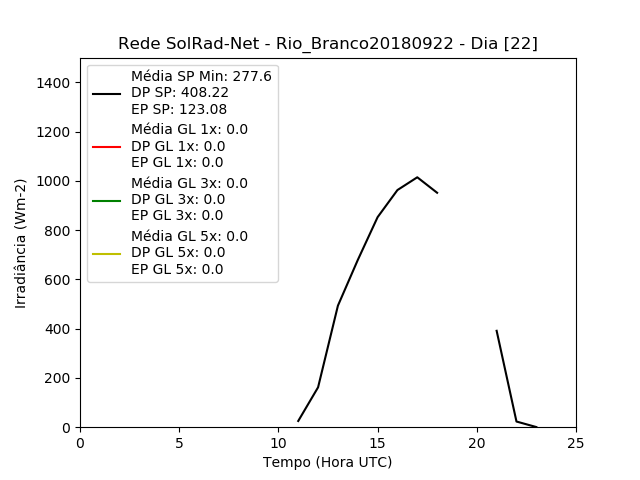 Rede SolRad-Net - Rio_Branco20180922 - Dia [22]
Média SP Min: 277.6
DP SP: 408.22
EP SP: 123.08
Média GL 1x: 0.0
DP GL 1x: 0.0
EP GL 1x: 0.0
Média GL 3x: 0.0
DP GL 3x: 0.0
EP GL 3x: 0.0
Média GL 5x: 0.0
DP GL 5x: 0.0
EP GL 5x: 0.0
Irradiância (Wm-2)
1400
1200
1000
800
600
400
200
0
0 5 10 15 20 25
Tempo (Hora UTC)